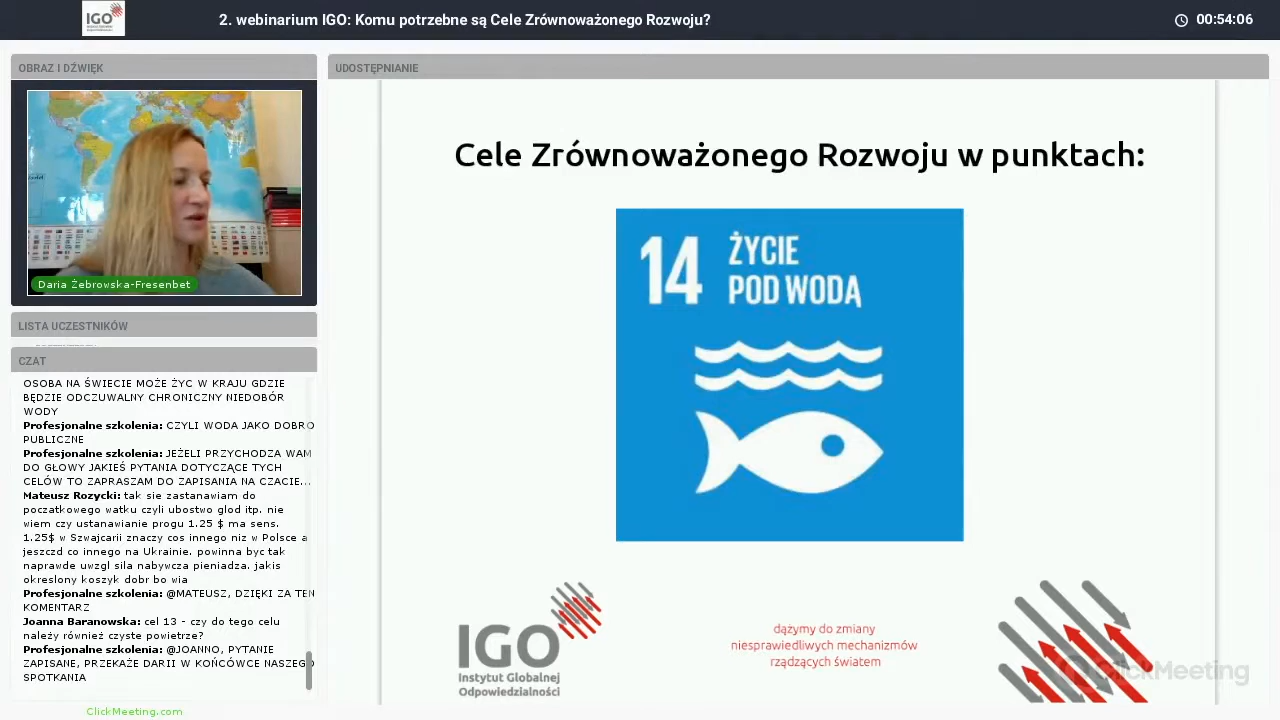 IGO
2. webinarium IGO: Komu potrzebne są Cele Zrównoważonego Rozwoju?
00:54:06
OBRAZ I DŹWIĘK
Daria Żebrowska-Fresenbet
LISTA UCZESTNIKÓW
CZAT
OSOBA NA ŚWIECIE MOŻE ŻYC W KRAJU GDZIE
BĘDZIE ODCZUWALNY CHRONICZNY NIEDOBÓR
WODY
Profesjonalne szkolenia: CZYLI WODA JAKO DOBRO
PUBLICZNE
Profesjonalne szkolenia: JEŻELI PRZYCHODZA WAM
DO GŁOWY JAKIEŚ PYTANIA DOTYCZĄCE TYCH
CELÓW TO ZAPRASZAM DO ZAPISANIA NA CZACIE...
Mateusz Rozycki: tak sie zastanawiam do
poczatkowego watku czyli ubostwo glod itp. nie
wiem czy ustanawianie progu 1.25 $ ma sens.
1.25$ w Szwajcarii znaczy cos innego niz w Polsce a
jeszczd co innego na Ukrainie. powinna byc tak
naprawde uwzgl sila nabywcza pieniadza. jakis
okreslony koszyk dobr bo wia
Profesjonalne szkolenia: @MATEUSZ, DZIĘKI ZA TEN
KOMENTARZ
Joanna Baranowska: cel 13 - czy do tego celu
należy również czyste powietrze?
Profesjonalne szkolenia: @JOANNO, PYTANIE
ZAPISANE, PRZEKAŻE DARII W KOŃCÓWCE NASZEGO
SPOTKANIA
ClickMeeting.com
UDOSTĘPNIANIE
Cele Zrównoważonego Rozwoju w punktach:
14 ŻYCIE
POD WODĄ
IGO
Instytut Globalnej
Odpowiedzialności
dążymy do zmiany
niesprawiedliwych mechanizmów
rządzących światem
ClickMeeting